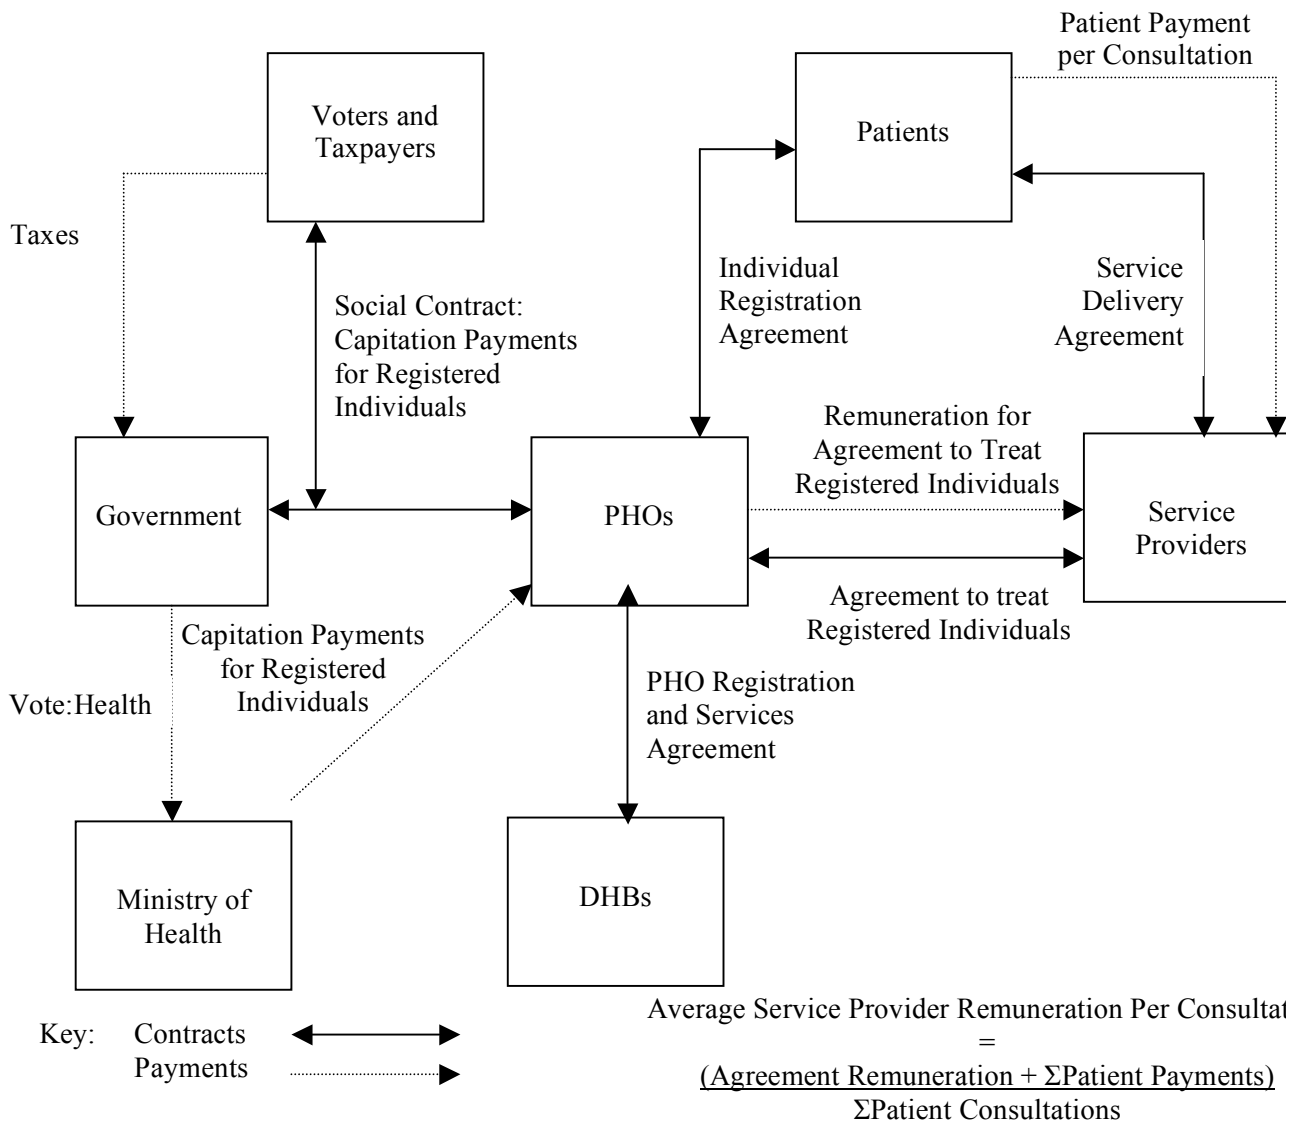 Patient Payment
per Consultation
Voters and
Taxpayers
Patients
Taxes
Individual
Registration
Agreement
Service
Delivery
Agreement
Social Contract:
Capitation Payments
for Registered
Individuals
Remuneration for
Agreement to Treat
Registered Individuals
Government
PHOs
Service
Providers
Agreement to treat
Registered Individuals
Capitation Payments
for Registered
Individuals
Vote:Health
PHO Registration
and Services
Agreement
Ministry of
Health
DHBs
Key: Contracts
Payments
Average Service Provider Remuneration Per Consultat
=
(Agreement Remuneration + ΣPatient Payments)
ΣPatient Consultations